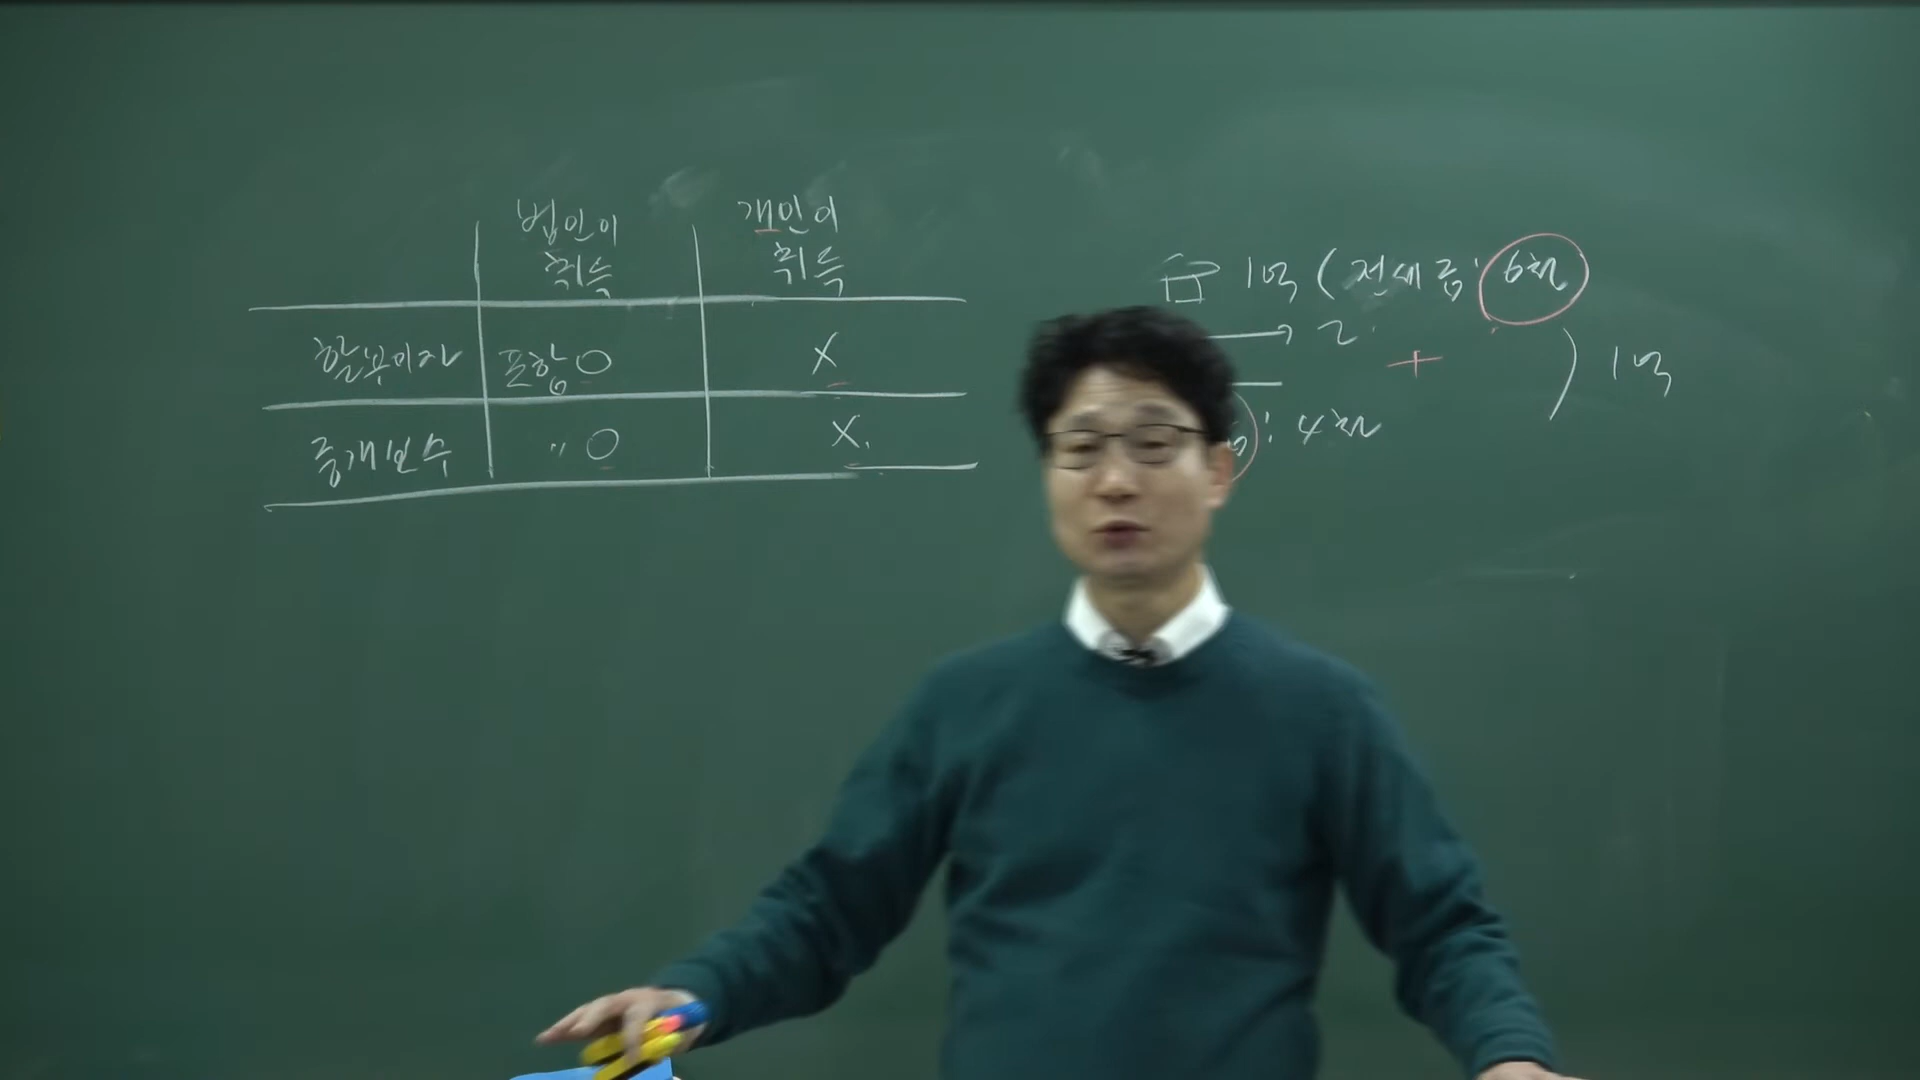 법인이 개인이
취득 취득
할부이자 포함 O X
중개보수 〃 O X.
1억 (전세금: 6천
→ 2
+ ) 1억
: 4천